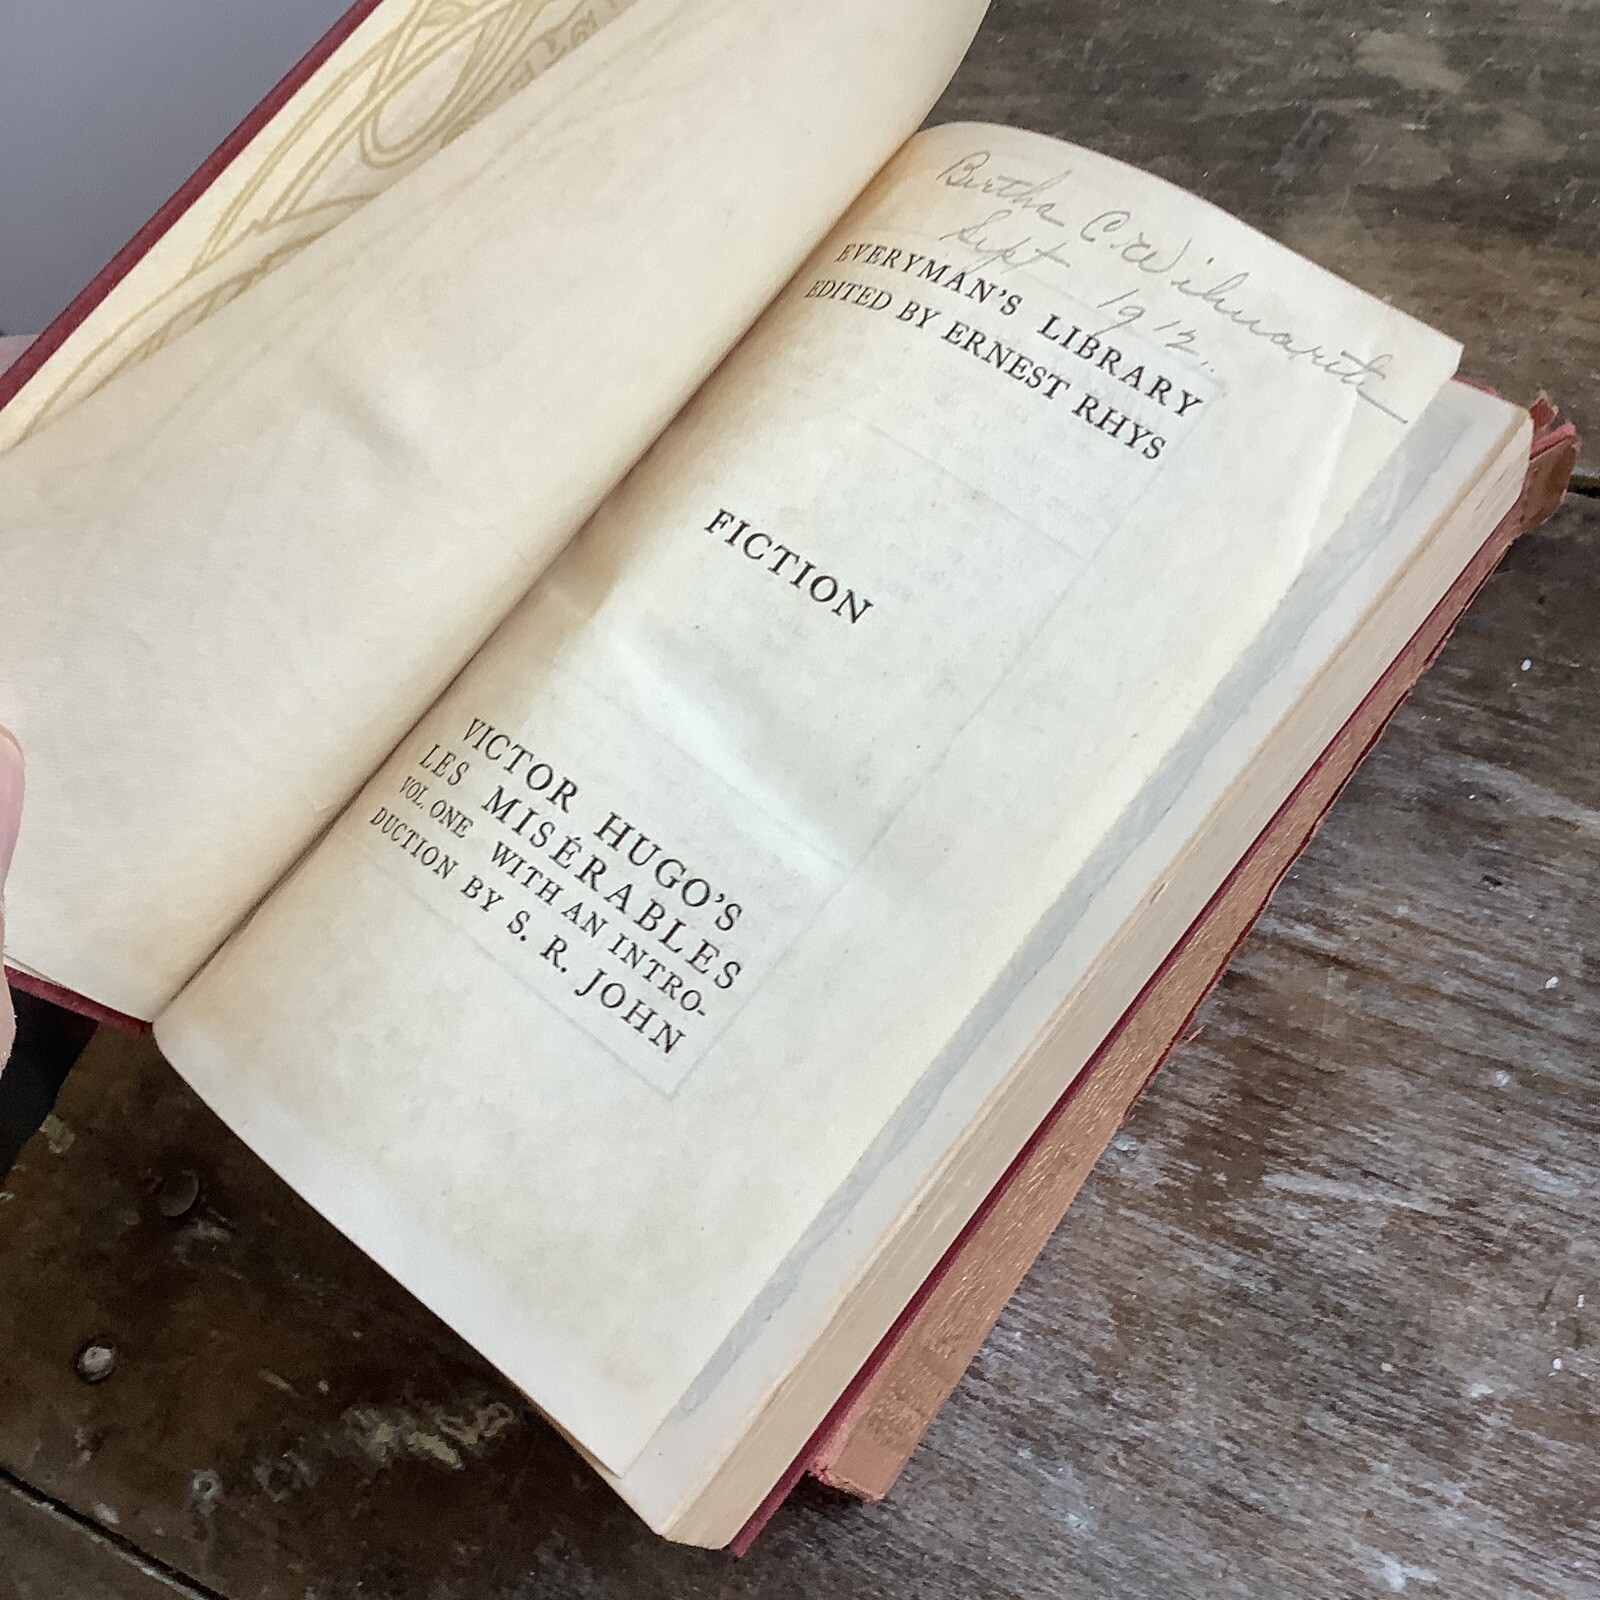 Bertha C. Wilmarth
Sept 1912.
EVERYMAN'S LIBRARY
EDITED BY ERNEST RHYS
FICTION
VICTOR HUGO'S
LES MISÉRABLES
VOL. ONE WITH AN INTRO-
DUCTION BY S. R. JOHN